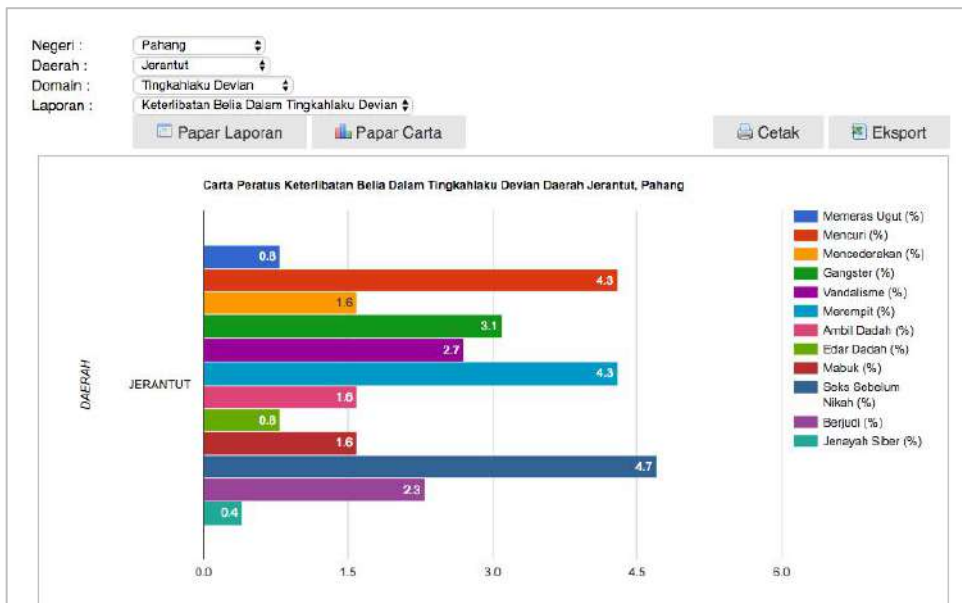 Negeri :
Pahang
Daerah :
Jerantut
Domain :
Tingkahlaku Devian
Laporan :
Keterlibatan Belia Dalam Tingkahlaku Devian
Papar Laporan
Papar Carta
Cetak
Eksport
Carta Peratus Keterlibatan Belia Dalam Tingkahlaku Devian Daerah Jerantut, Pahang
Memeras Ugut (%)
Mencuri (%)
Mencederakan (%)
Gangster (%)
Vandalisme (%)
Merempit (%)
Ambil Dadah (%)
Edar Dadah (%)
Mabuk (%)
Seks Sebelum
Nikah (%)
Berjudi (%)
Jenayah Siber (%)
DAERAH
JERANTUT
0.8
4.3
1.6
3.1
2.7
4.3
1.6
0.8
1.6
4.7
2.3
0.4
0.0
1.5
3.0
4.5
6.0